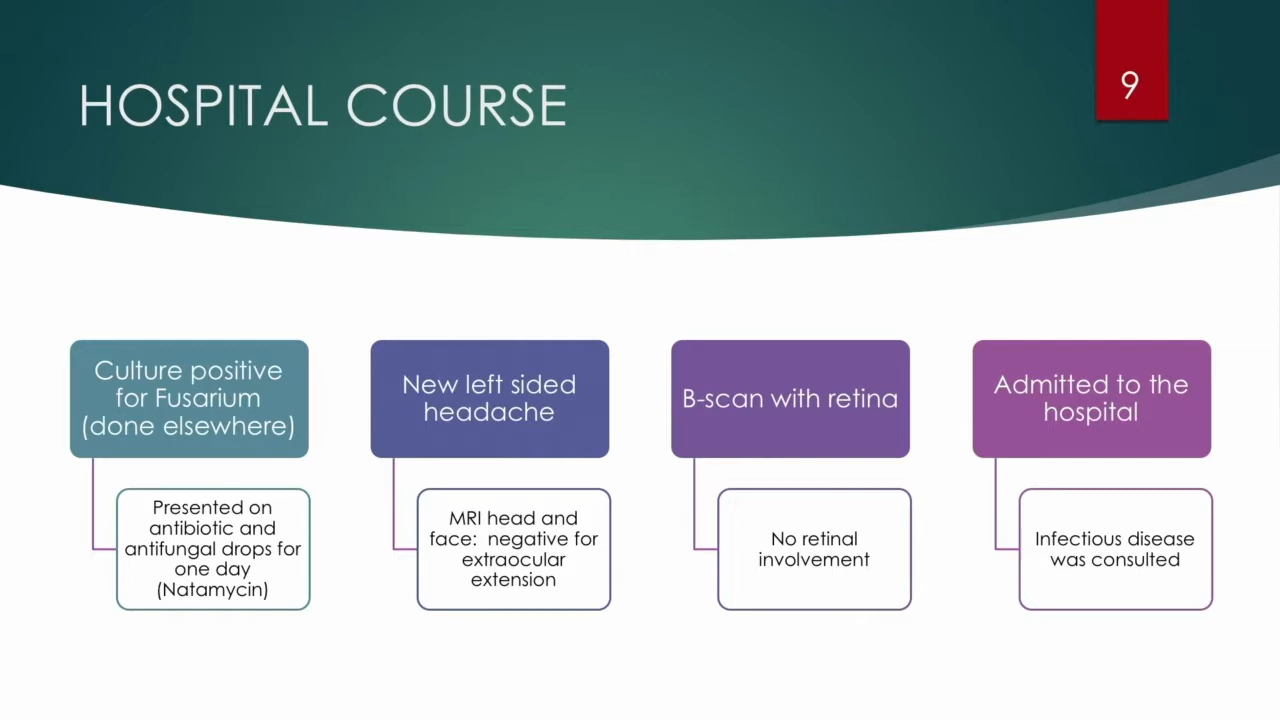 HOSPITAL COURSE
9
Culture positive
for Fusarium
(done elsewhere)
Presented on
antibiotic and
antifungal drops for
one day
(Natamycin)
New left sided
headache
MRI head and
face:  negative for
extraocular
extension
B-scan with retina
No retinal
involvement
Admitted to the
hospital
Infectious disease
was consulted